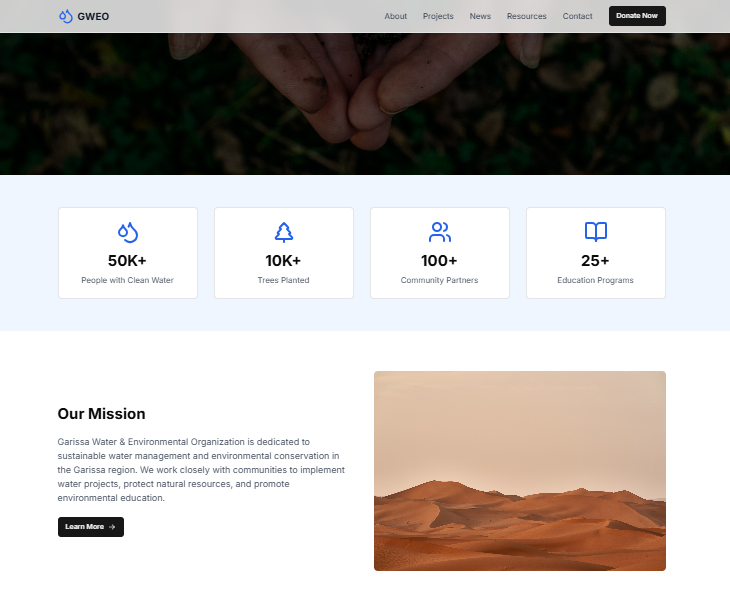 GWEO
About
Projects
News
Resources
Contact
Donate Now
50K+
People with Clean Water
10K+
Trees Planted
100+
Community Partners
25+
Education Programs
Our Mission
Garissa Water & Environmental Organization is dedicated to
sustainable water management and environmental conservation in
the Garissa region. We work closely with communities to implement
water projects, protect natural resources, and promote
environmental education.
Learn More →